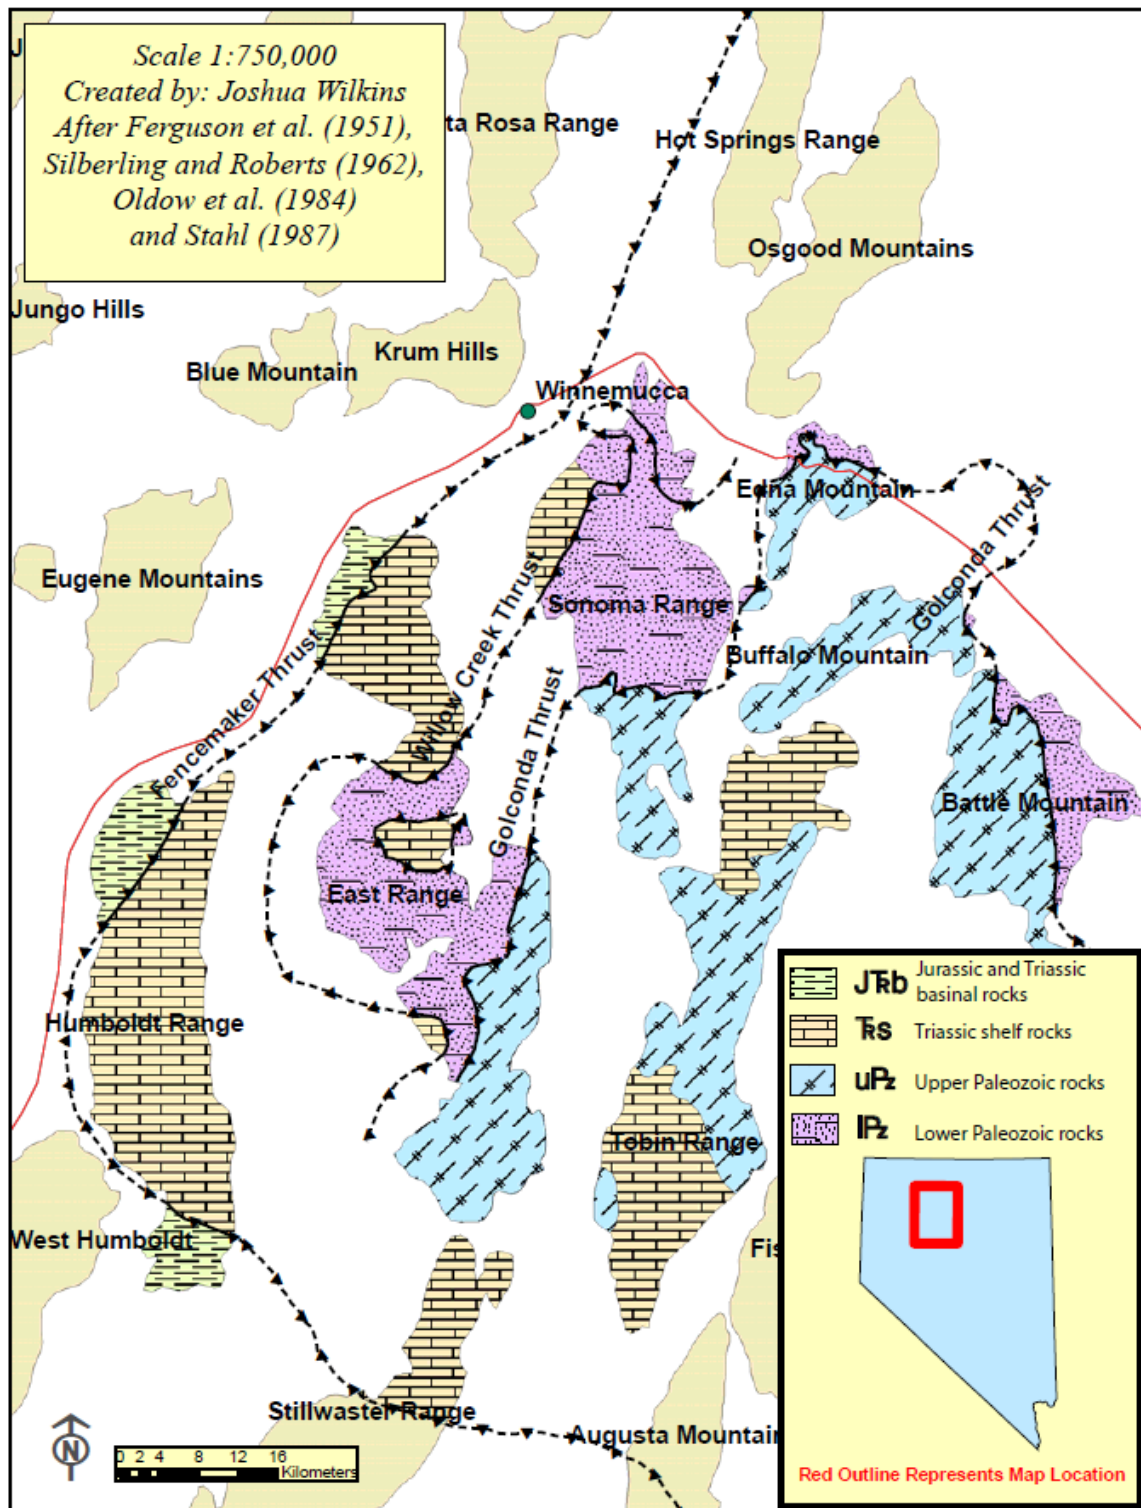 Scale 1:750,000
Created by: Joshua Wilkins
After Ferguson et al. (1951),
Silberling and Roberts (1962),
Oldow et al. (1984)
and Stahl (1987)
J
ta Rosa Range
Hot Springs Range
Osgood Mountains
Jungo Hills
Blue Mountain
Krum Hills
Winnemucca
Edna Mountain
Golconda Thrust
Eugene Mountains
Sonoma Range
Willow Creek Thrust
Buffalo Mountain
Fencemaker Thrust
Golconda Thrust
Battle Mountain
East Range
Humboldt Range
Tobin Range
West Humboldt
Fis
Stillwaster Range
Augusta Mountain
JTRb Jurassic and Triassic
basinal rocks
TRs Triassic shelf rocks
uPz Upper Paleozoic rocks
lPz Lower Paleozoic rocks
Red Outline Represents Map Location
N
0 2 4 8 12 16
Kilometers